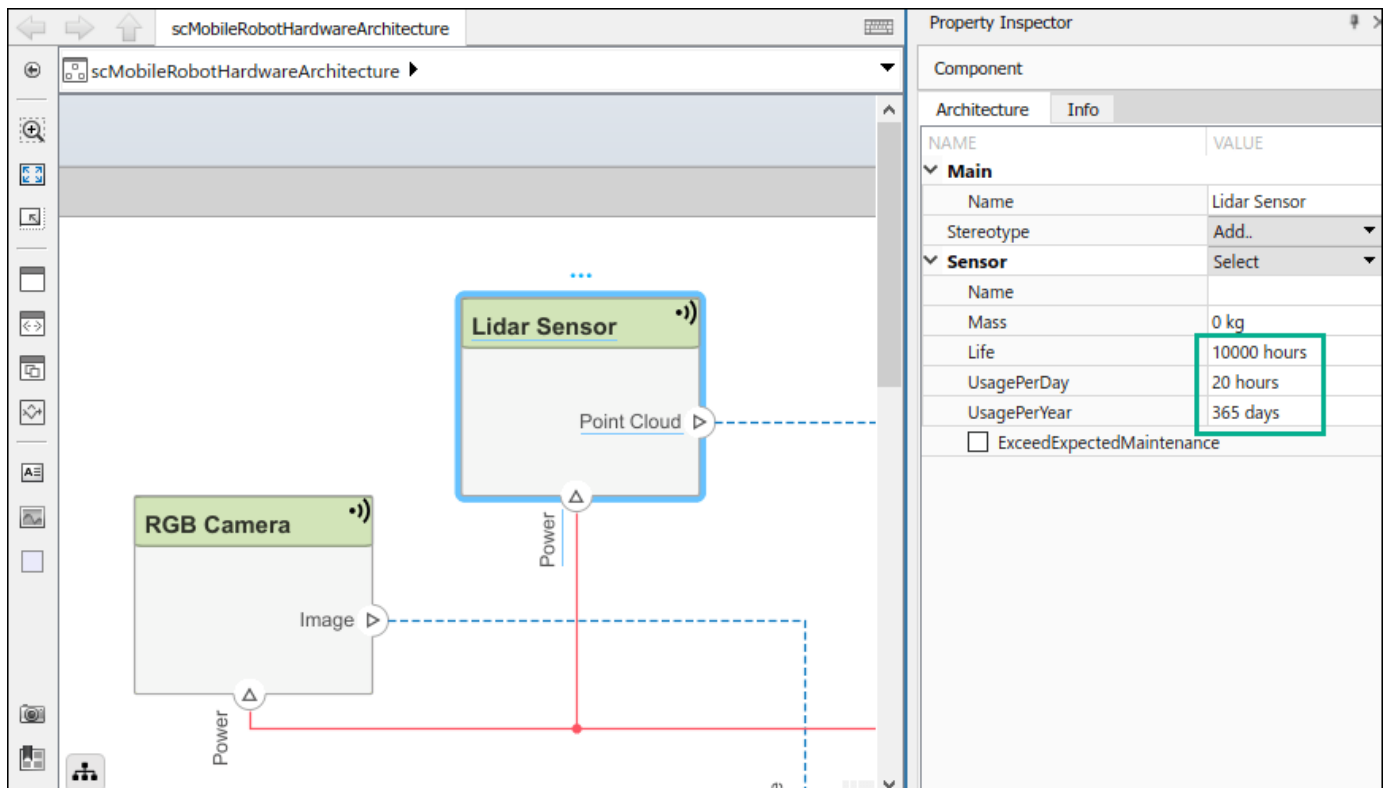 scMobileRobotHardwareArchitecture
scMobileRobotHardwareArchitecture
Lidar Sensor
Point Cloud
Power
RGB Camera
Image
Power
Property Inspector
Component
Architecture Info
NAME VALUE
Main
Name Lidar Sensor
Stereotype Add..
Sensor Select
Name
Mass 0 kg
Life 10000 hours
UsagePerDay 20 hours
UsagePerYear 365 days
ExceedExpectedMaintenance